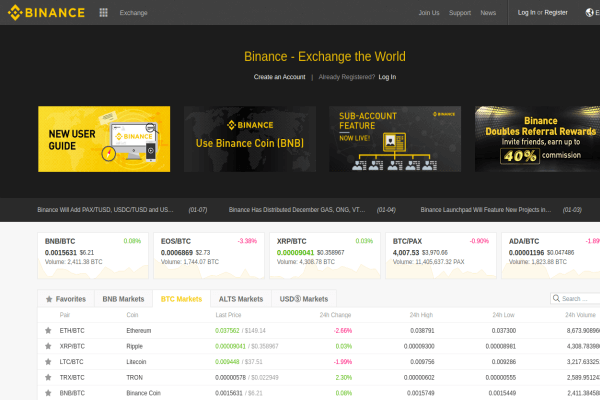 BINANCE Exchange Join Us Support News Log In or Register
Binance - Exchange the World
Create an Account | Already Registered? Log In
NEW USER
GUIDE
BINANCE
BINANCE
Use Binance Coin (BNB)
SUB-ACCOUNT
FEATURE
NOW LIVE!
BINANCE
Binance
Doubles Referral Rewards
Invite friends, earn up to
40% commission
Binance Will Add PAX/TUSD, USDC/TUSD and US... (01-07) Binance Has Distributed December GAS, ONG, VT... (01-04) Binance Launchpad Will Feature New Projects in... (01-03)
BNB/BTC 0.08% EOS/BTC -3.38% XRP/BTC 0.03% BTC/PAX -0.90% ADA/BTC -1.89
0.0015631 $6.21 0.0006869 $2.73 0.00009041 $0.358967 4,007.53 $3,970.66 0.00001196 $0.047486
Volume: 2,411.38 BTC Volume: 1,744.07 BTC Volume: 4,308.78 BTC Volume: 11,405,637.32 PAX Volume: 1,823.88 BTC
Favorites BNB Markets BTC Markets ALTS Markets USDⓈ Markets Search ...
Pair Coin Last Price 24h Change 24h High 24h Low 24h Volume
ETH/BTC Ethereum 0.037562 / $149.14 -2.66% 0.038791 0.037300 8,673.908966
XRP/BTC Ripple 0.00009041 / $0.358967 0.03% 0.00009300 0.00008981 4,308.783984
LTC/BTC Litecoin 0.009448 / $37.51 -1.99% 0.009756 0.009286 3,217.63325
TRX/BTC TRON 0.00000578 / $0.022949 2.30% 0.00000602 0.00000555 2,589.95124
BNB/BTC Binance Coin 0.0015631 / $6.21 0.08% 0.0015749 0.0015449 2,411.38458